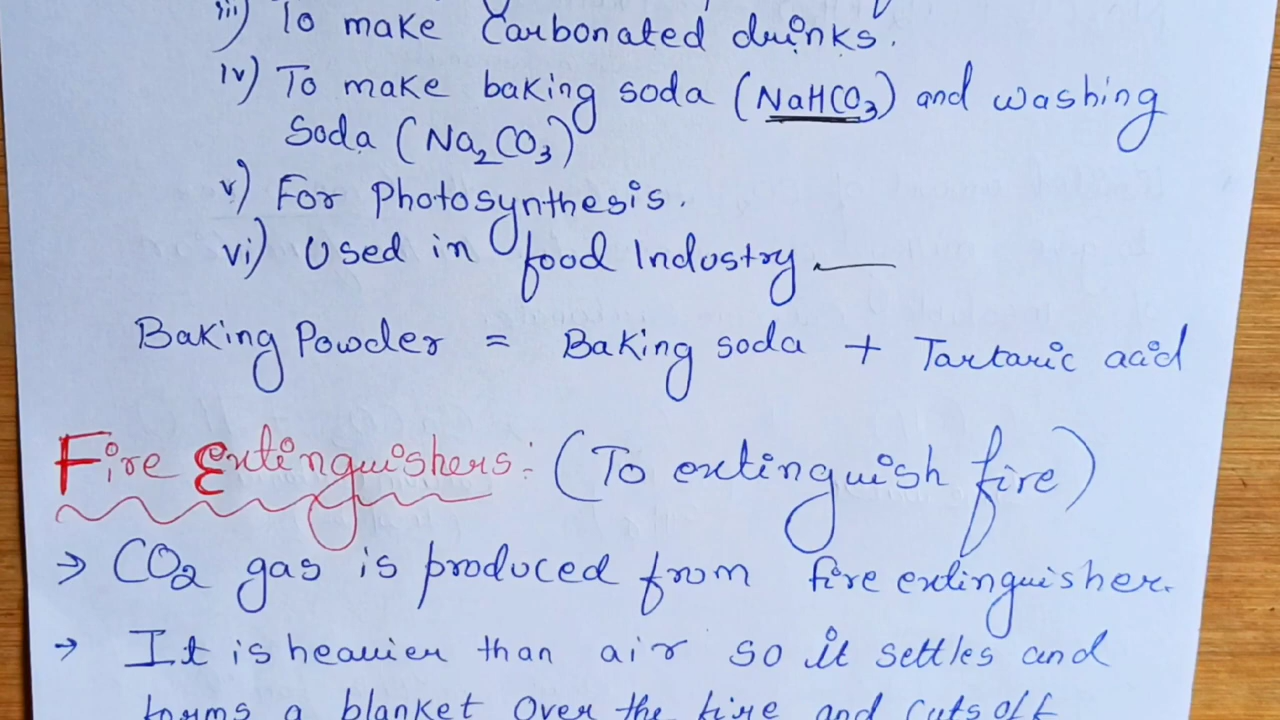 iii) To make Carbonated drinks.
iv) To make baking soda (NaHCO₃) and washing
Soda (Na₂CO₃)
v) For Photosynthesis.
vi) Used in food Industry.
Baking Powder = Baking soda + Tartaric acid
Fire Extinguishers: (To extinguish fire)
→ CO₂ gas is produced from fire extinguisher.
→ It is heavier than air so it settles and
forms a blanket over the fire and cuts off